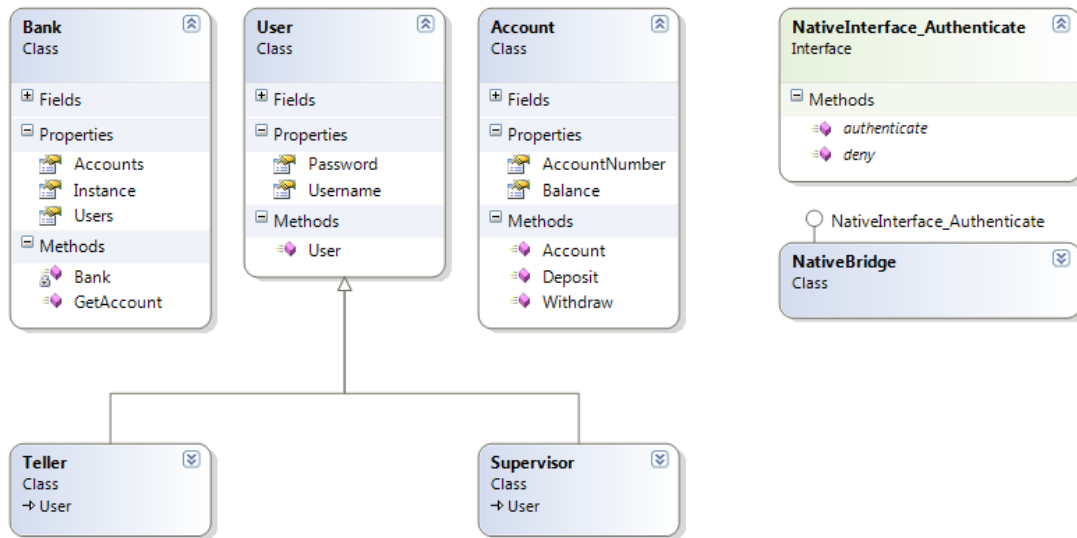 Bank
Class
Fields
Properties
Accounts
Instance
Users
Methods
Bank
GetAccount
User
Class
Fields
Properties
Password
Username
Methods
User
Account
Class
Fields
Properties
AccountNumber
Balance
Methods
Account
Deposit
Withdraw
NativeInterface_Authenticate
Interface
Methods
authenticate
deny
NativeInterface_Authenticate
NativeBridge
Class
Teller
Class
→ User
Supervisor
Class
→ User